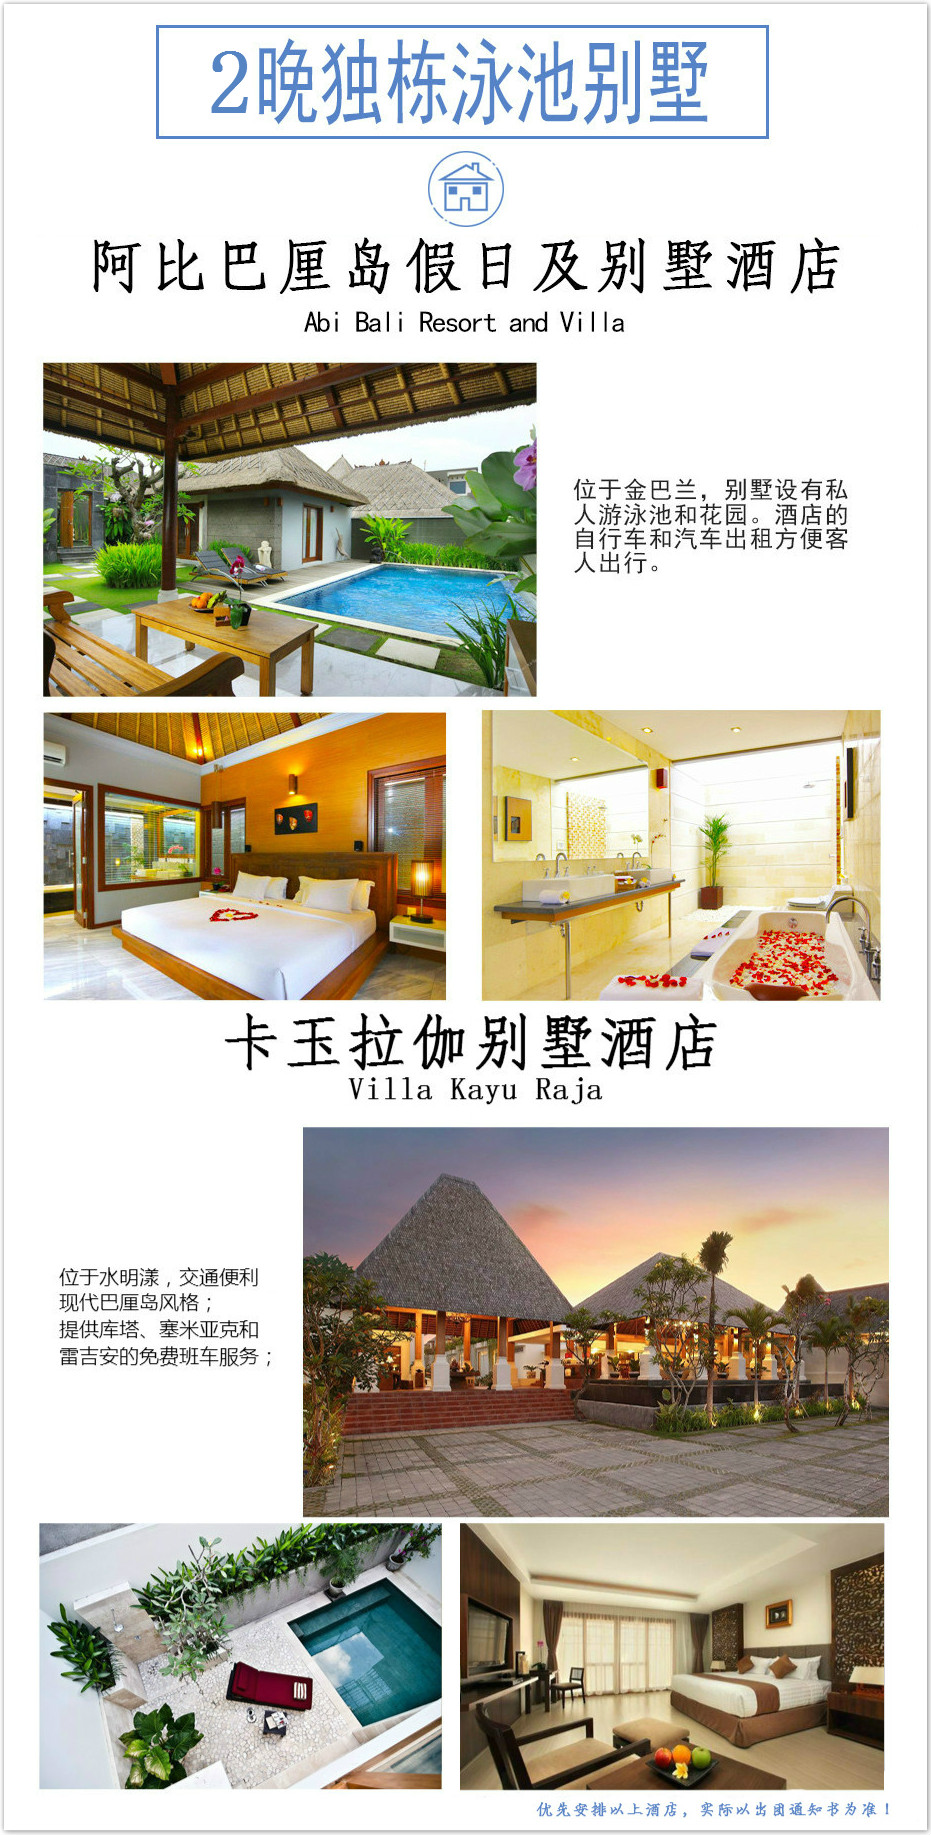 2晚独栋泳池别墅
阿比巴厘岛假日及别墅酒店
Abi Bali Resort and Villa
位于金巴兰，别墅设有私
人游泳池和花园。酒店的
自行车和汽车出租方便客
人出行。
卡玉拉伽别墅酒店
Villa Kayu Raja
位于水明漾，交通便利
现代巴厘岛风格；
提供库塔、塞米亚克和
雷吉安的免费班车服务；
优先安排以上酒店，实际以出团通知书为准！